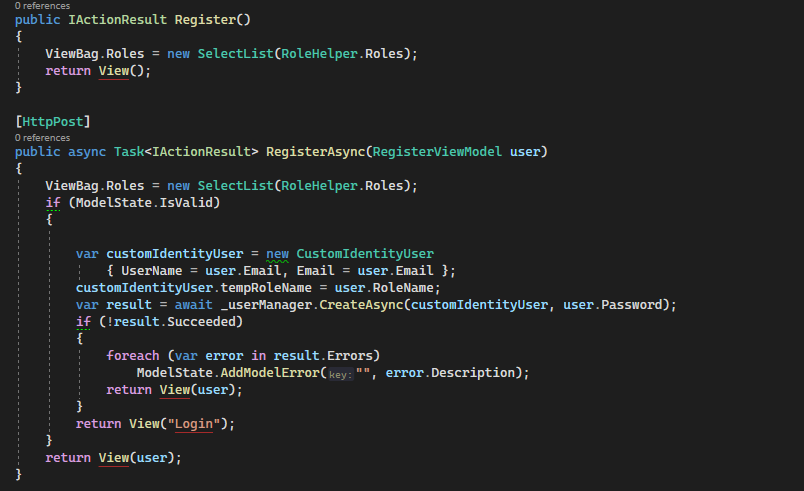 0 references
public IActionResult Register()
{
    ViewBag.Roles = new SelectList(RoleHelper.Roles);
    return View();
}
[HttpPost]
0 references
public async Task<IActionResult> RegisterAsync(RegisterViewModel user)
{
    ViewBag.Roles = new SelectList(RoleHelper.Roles);
    if (ModelState.IsValid)
    {
        var customIdentityUser = new CustomIdentityUser
            { UserName = user.Email, Email = user.Email };
        customIdentityUser.tempRoleName = user.RoleName;
        var result = await _userManager.CreateAsync(customIdentityUser, user.Password);
        if (!result.Succeeded)
        {
            foreach (var error in result.Errors)
                ModelState.AddModelError(key:"", error.Description);
            return View(user);
        }
        return View("Login");
    }
    return View(user);
}